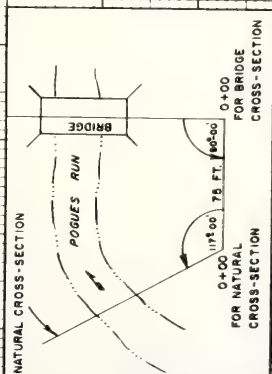 NATURAL CROSS-SECTION
BRIDGE
POGUES RUN
117°00'
75 FT.
90°00'
0+00
FOR NATURAL
CROSS-SECTION
0+00
FOR BRIDGE
CROSS-SECTION